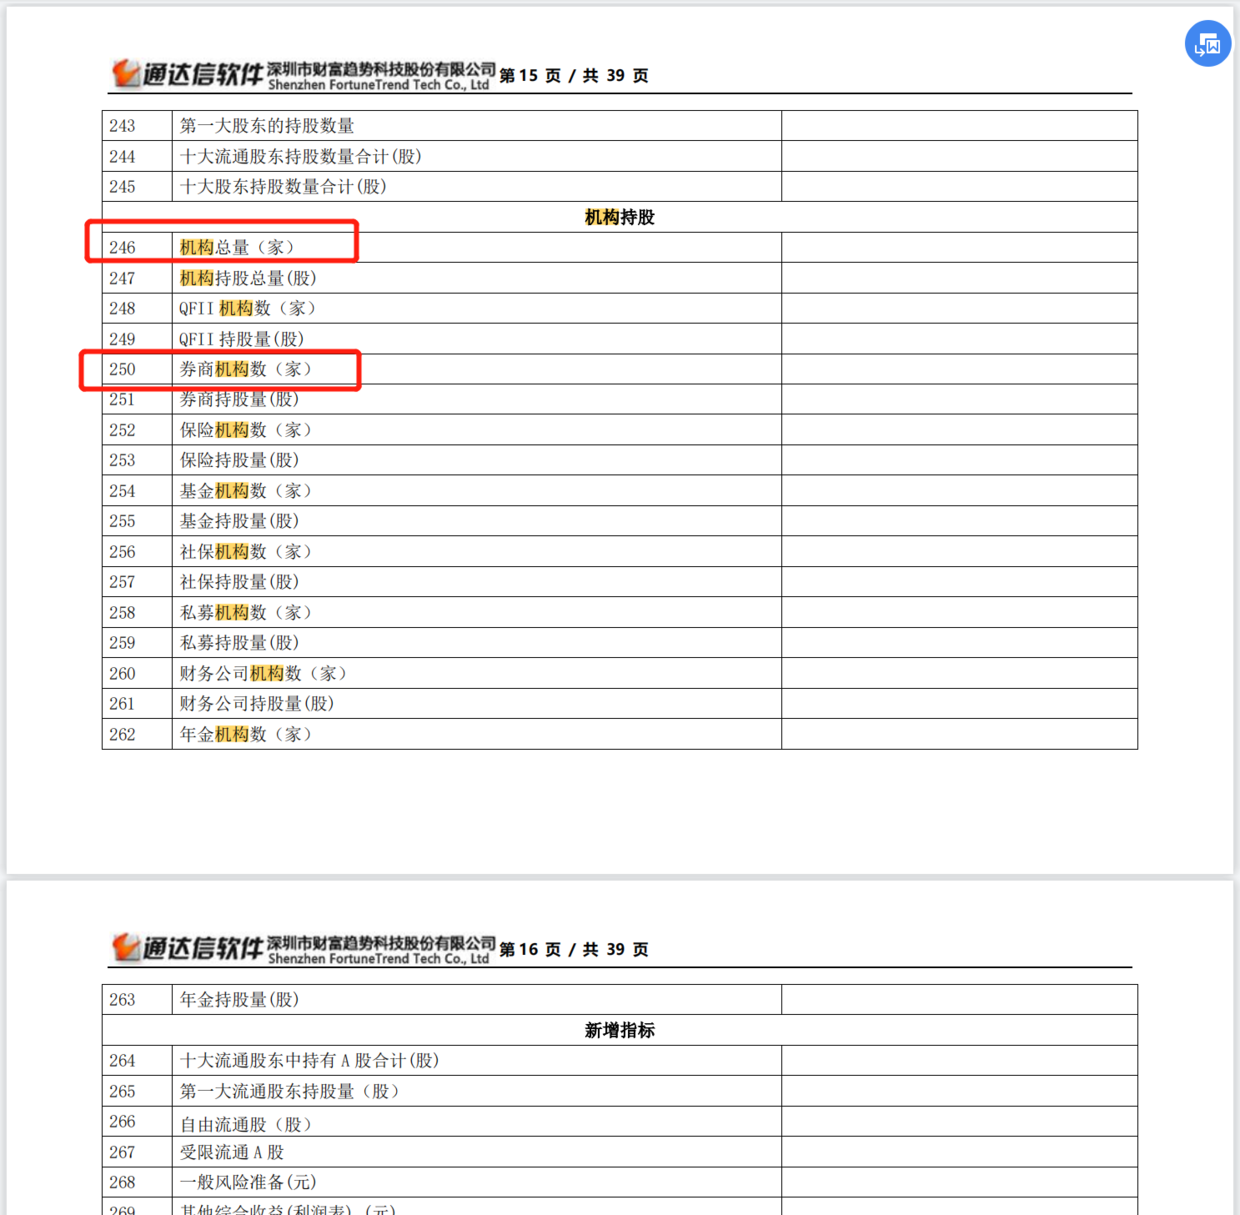 通达信软件 深圳市财富趋势科技股份有限公司 第 15 页 / 共 39 页
Shenzhen FortuneTrend Tech Co., Ltd
243 第一大股东的持股数量
244 十大流通股东持股数量合计(股)
245 十大股东持股数量合计(股)
机构持股
246 机构总量（家）
247 机构持股总量(股)
248 QFII 机构数（家）
249 QFII 持股量(股)
250 券商机构数（家）
251 券商持股量(股)
252 保险机构数（家）
253 保险持股量(股)
254 基金机构数（家）
255 基金持股量(股)
256 社保机构数（家）
257 社保持股量(股)
258 私募机构数（家）
259 私募持股量(股)
260 财务公司机构数（家）
261 财务公司持股量(股)
262 年金机构数（家）
通达信软件 深圳市财富趋势科技股份有限公司 第 16 页 / 共 39 页
Shenzhen FortuneTrend Tech Co., Ltd
263 年金持股量(股)
新增指标
264 十大流通股东中持有 A 股合计(股)
265 第一大流通股东持股量（股）
266 自由流通股（股）
267 受限流通 A 股
268 一般风险准备(元)
269 其他综合收益(利润表) (元)